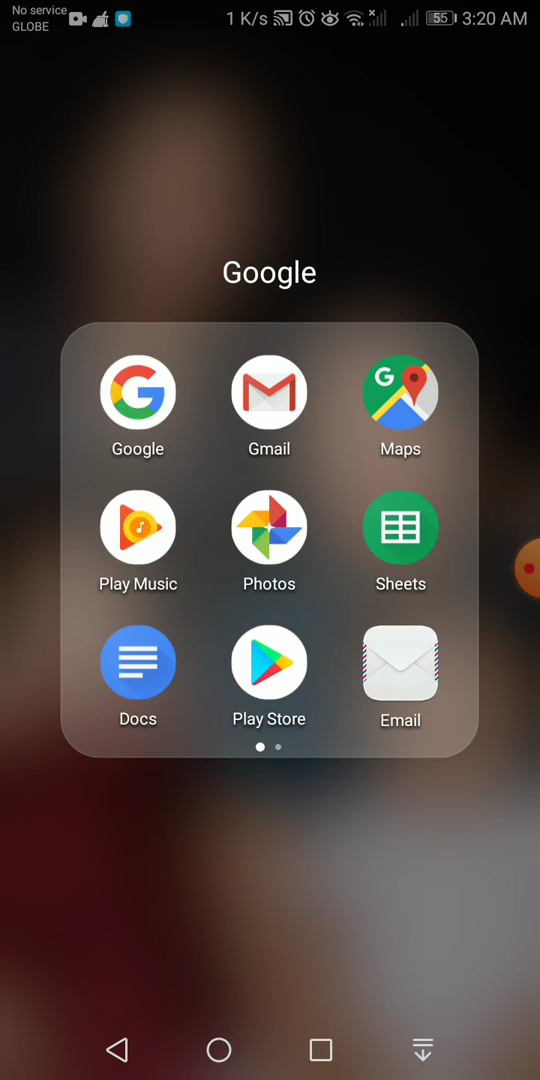 No service
GLOBE
1 K/s 55 3:20 AM
Google
Google Gmail Maps
Play Music Photos Sheets
Docs Play Store Email